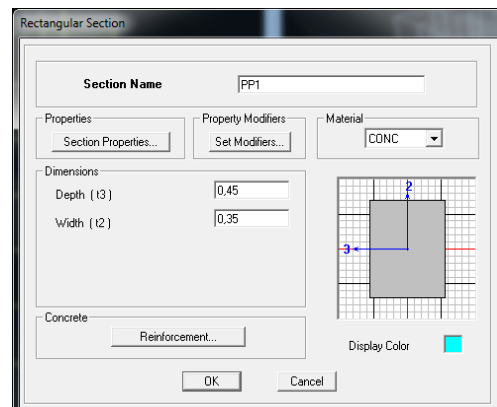 Rectangular Section
Section Name PP1
Properties
Section Properties...
Property Modifiers
Set Modifiers...
Material
CONC
Dimensions
Depth ( t3 ) 0,45
Width ( t2 ) 0,35
2
3
Concrete
Reinforcement...
Display Color
OK Cancel